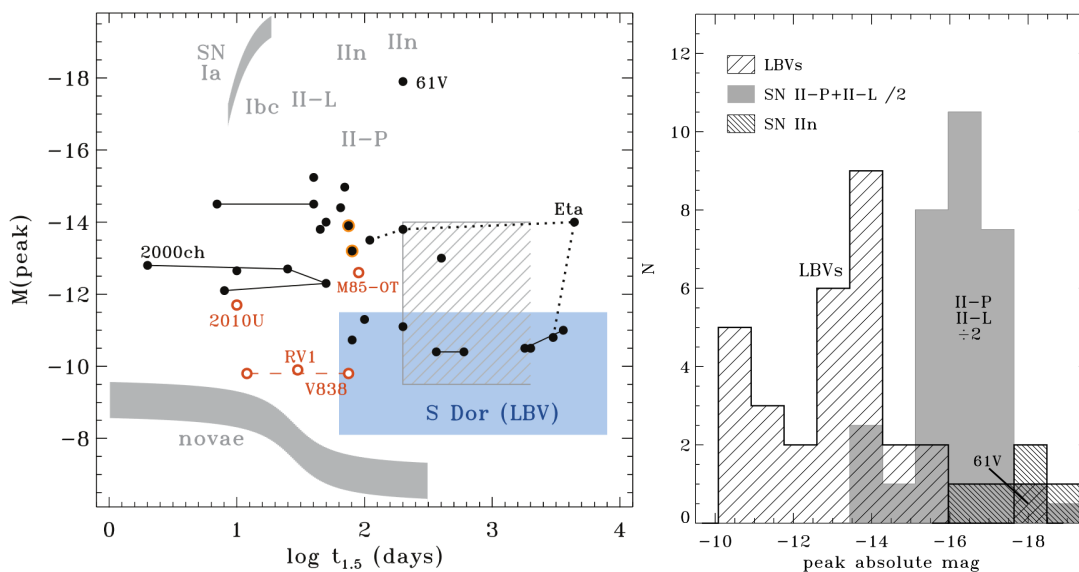 SN
Ia
Ibc
II−L
IIn
IIn
II−P
61V
Eta
2000ch
2010U
M85−OT
RV1
V838
novae
S Dor (LBV)
−18
−16
−14
−12
−10
−8
M(peak)
0
1
2
3
4
log t1.5 (days)
LBVs
SN II−P+II−L /2
SN IIn
LBVs
II−P
II−L
÷2
61V
12
10
8
6
4
2
0
N
−10
−12
−14
−16
−18
peak absolute mag